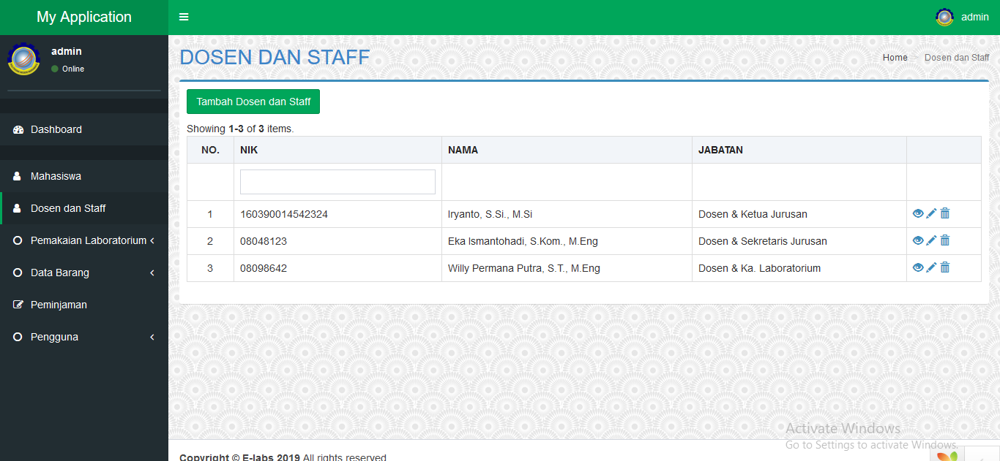 My Application
admin
admin
Online
DOSEN DAN STAFF
Home > Dosen dan Staff
Dashboard
Mahasiswa
Dosen dan Staff
Pemakaian Laboratorium
Data Barang
Peminjaman
Pengguna
Tambah Dosen dan Staff
Showing 1-3 of 3 items.
NO. NIK NAMA JABATAN
1 160390014542324 Iryanto, S.Si., M.Si Dosen & Ketua Jurusan
2 08048123 Eka Ismantohadi, S.Kom., M.Eng Dosen & Sekretaris Jurusan
3 08098642 Willy Permana Putra, S.T., M.Eng Dosen & Ka. Laboratorium
Activate Windows
Go to Settings to activate Windows.
Copyright © E-labs 2019 All rights reserved